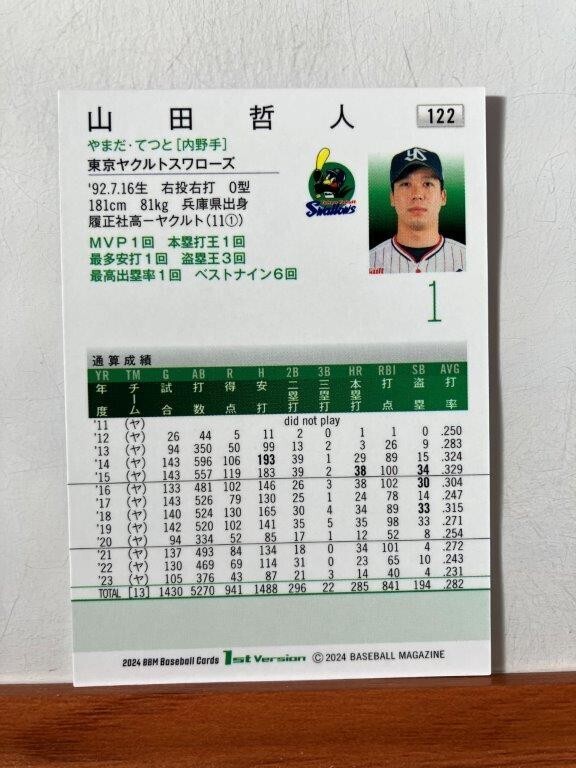 山田哲人 122
やまだ・てつと［内野手］
東京ヤクルトスワローズ
'92.7.16生 右投右打 O型
181cm 81kg 兵庫県出身
履正社高ーヤクルト(11①)
MVP1回 本塁打王1回
最多安打1回 盗塁王3回
最高出塁率1回 ベストナイン6回
Swallows
1
通算成績
YR TM G AB R H 2B 3B HR RBI SB AVG
年度 チーム 試合 打数 得点 安打 二塁打 三塁打 本塁打 打点 盗塁 打率
'11 (ヤ) did not play
'12 (ヤ) 26 44 5 11 2 0 1 1 0 .250
'13 (ヤ) 94 350 50 99 13 2 3 26 9 .283
'14 (ヤ) 143 596 106 193 39 1 29 89 15 .324
'15 (ヤ) 143 557 119 183 39 2 38 100 34 .329
'16 (ヤ) 133 481 102 146 26 3 38 102 30 .304
'17 (ヤ) 143 526 79 130 25 1 24 78 14 .247
'18 (ヤ) 140 524 130 165 30 4 34 89 33 .315
'19 (ヤ) 142 520 102 141 35 5 35 98 33 .271
'20 (ヤ) 94 334 52 85 17 1 12 52 8 .254
'21 (ヤ) 137 493 84 134 18 0 34 101 4 .272
'22 (ヤ) 130 469 69 114 31 0 23 65 10 .243
'23 (ヤ) 105 376 43 87 21 3 14 40 4 .231
TOTAL [13] 1430 5270 941 1488 296 22 285 841 194 .282
2024 BBM Baseball Cards 1st Version © 2024 BASEBALL MAGAZINE